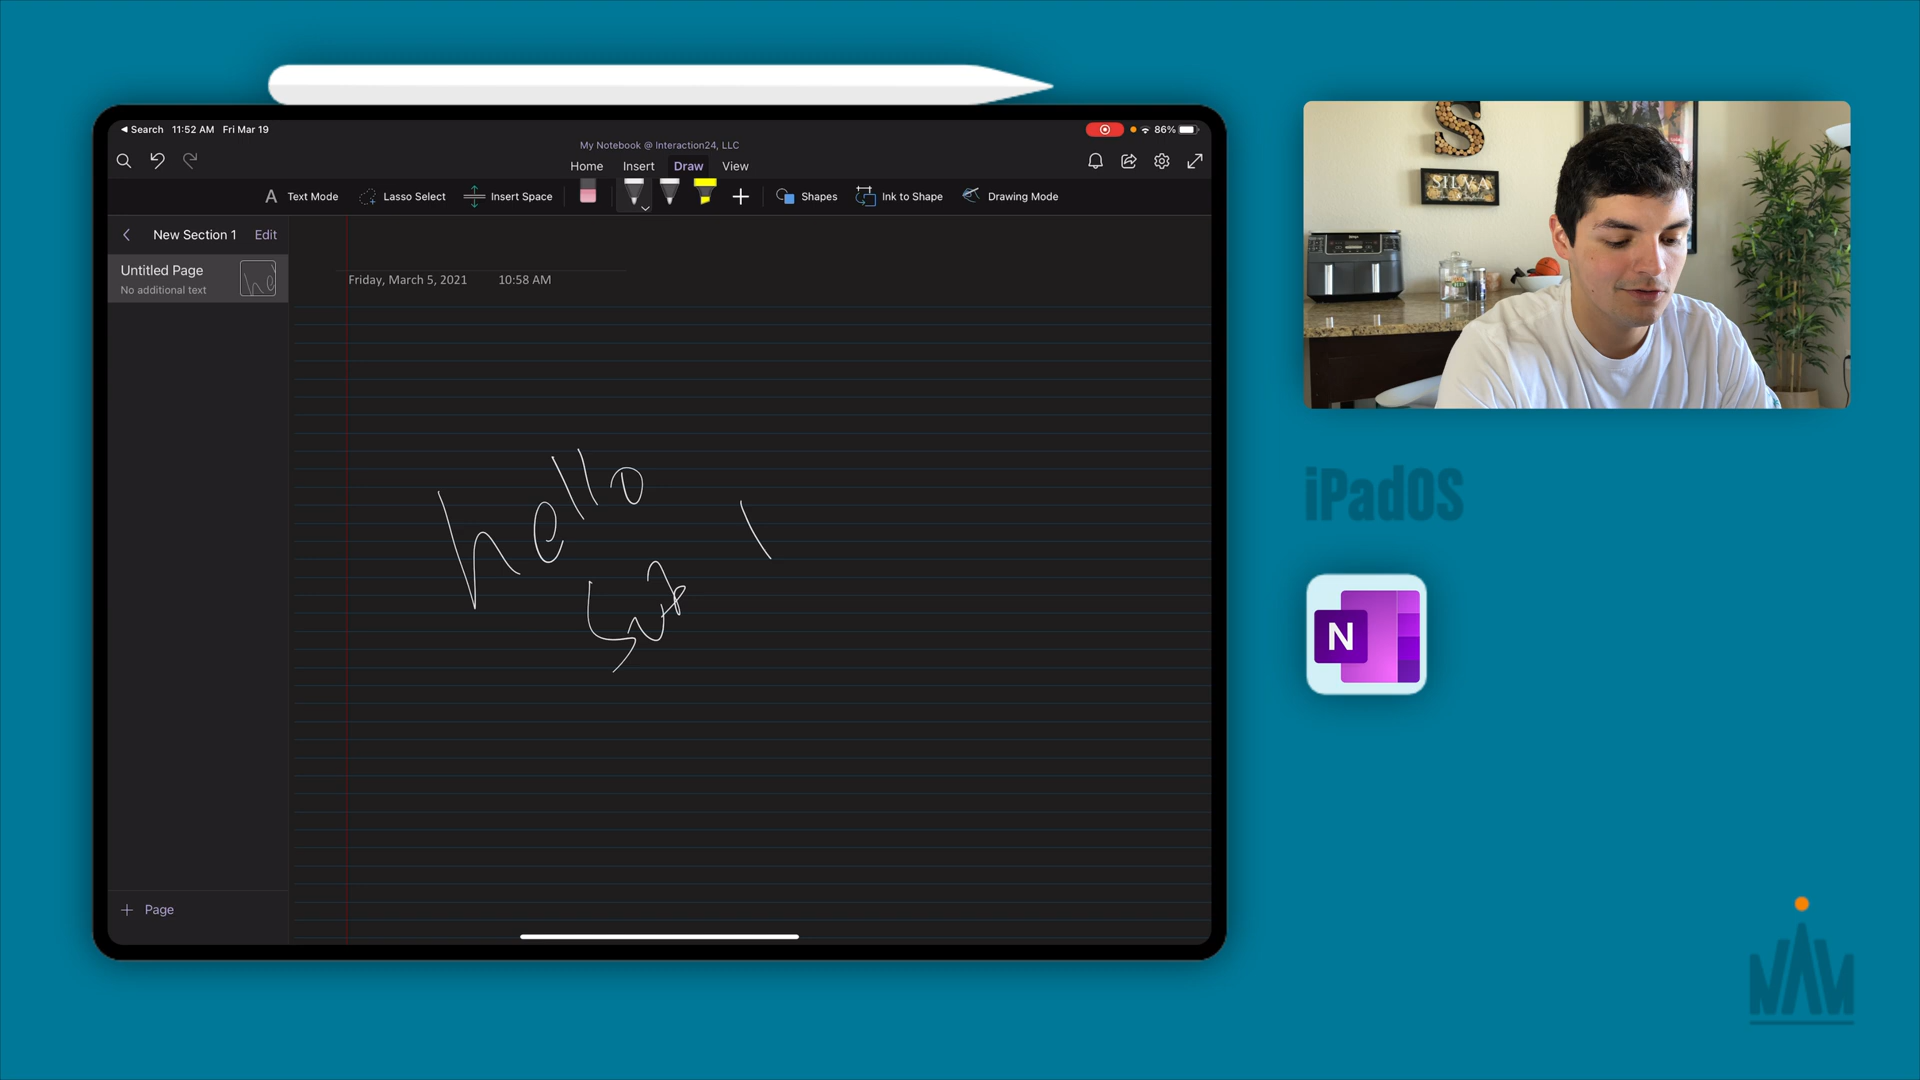 Search 11:52 AM Fri Mar 19 86%
My Notebook @ Interaction24, LLC
Home Insert Draw View
Text Mode Lasso Select Insert Space Shapes Ink to Shape Drawing Mode
New Section 1 Edit
Untitled Page
No additional text
Friday, March 5, 2021 10:58 AM
hello
Page
S
SILVA
iPadOS
N